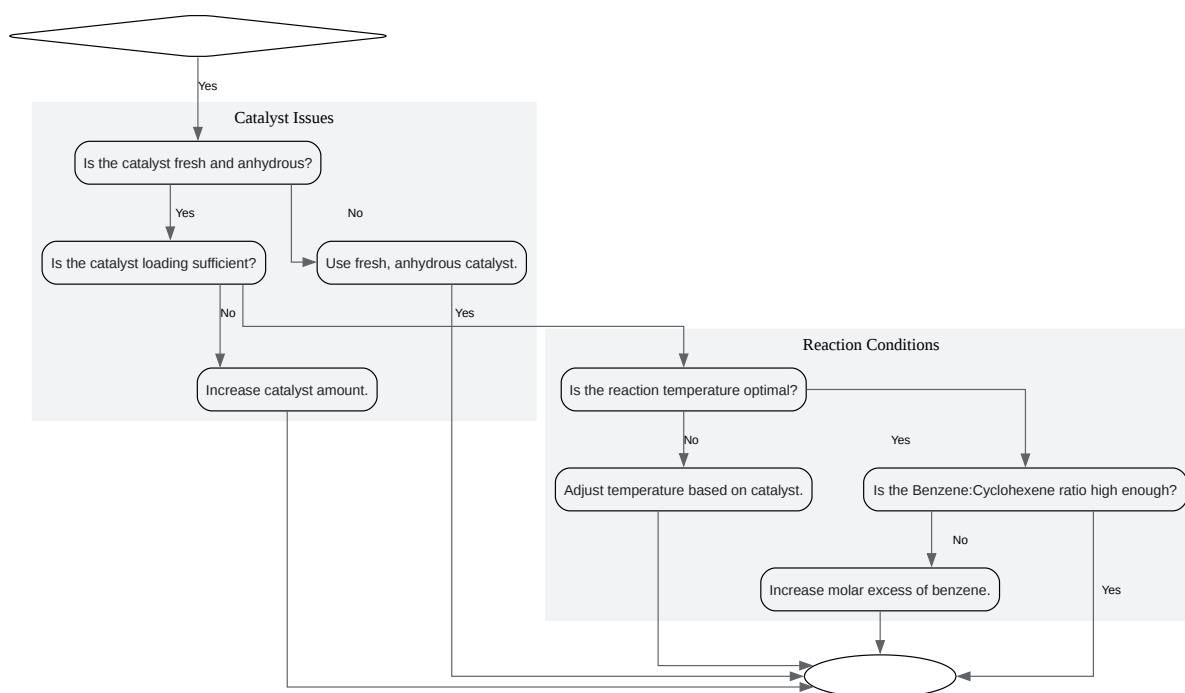 Yes
Catalyst Issues
Is the catalyst fresh and anhydrous?
Yes
No
Is the catalyst loading sufficient?
Use fresh, anhydrous catalyst.
No
Yes
Reaction Conditions
Increase catalyst amount.
Is the reaction temperature optimal?
No
Yes
Adjust temperature based on catalyst.
Is the Benzene:Cyclohexene ratio high enough?
No
Increase molar excess of benzene.
Yes